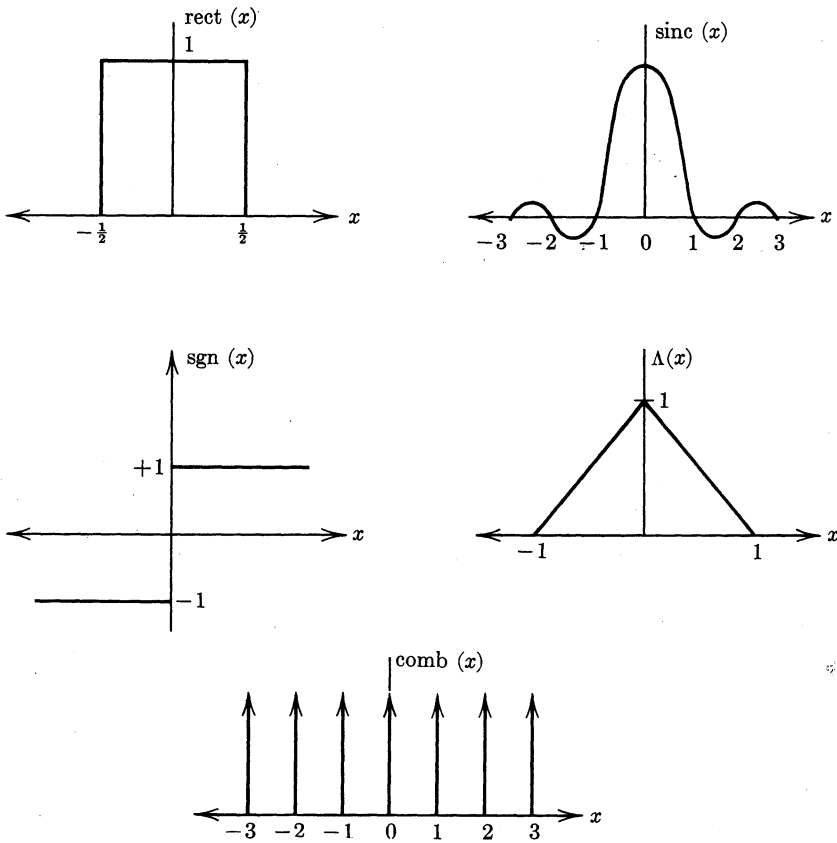 rect (x)
1
x
−½
½
sinc (x)
x
−3 −2 −1 0 1 2 3
sgn (x)
+1
x
−1
Λ(x)
1
x
−1
1
comb (x)
x
−3 −2 −1 0 1 2 3